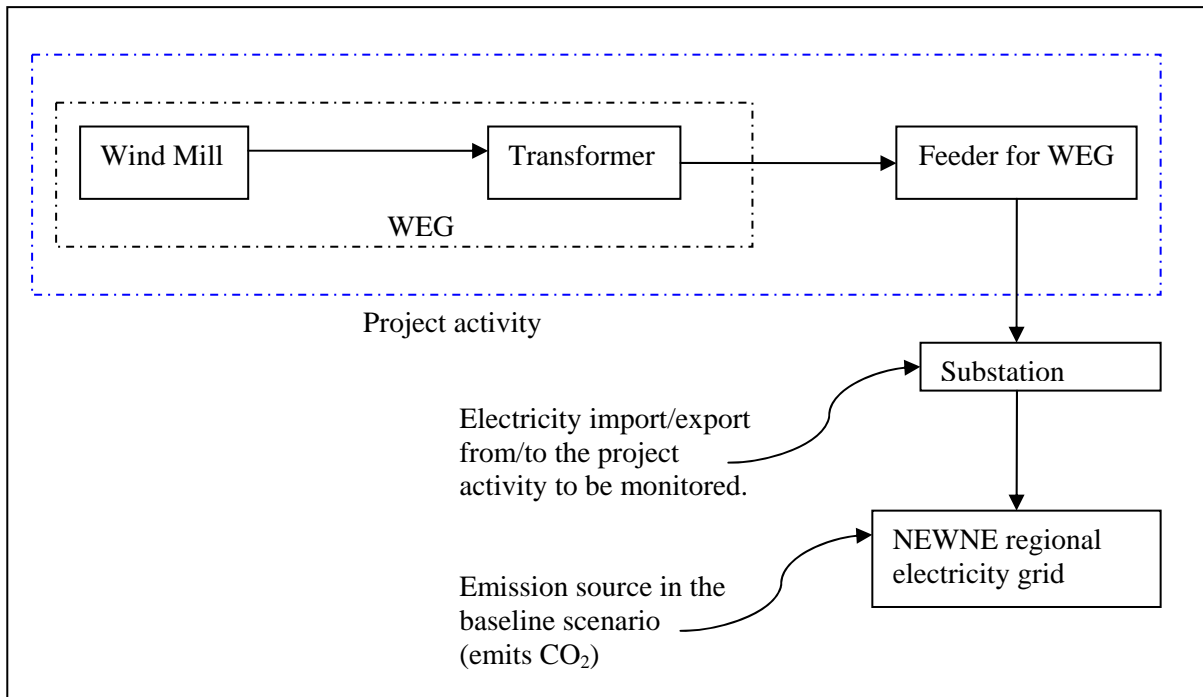 Wind Mill
Transformer
Feeder for WEG
WEG
Project activity
Substation
Electricity import/export
from/to the project
activity to be monitored.
NEWNE regional
electricity grid
Emission source in the
baseline scenario
(emits CO₂)